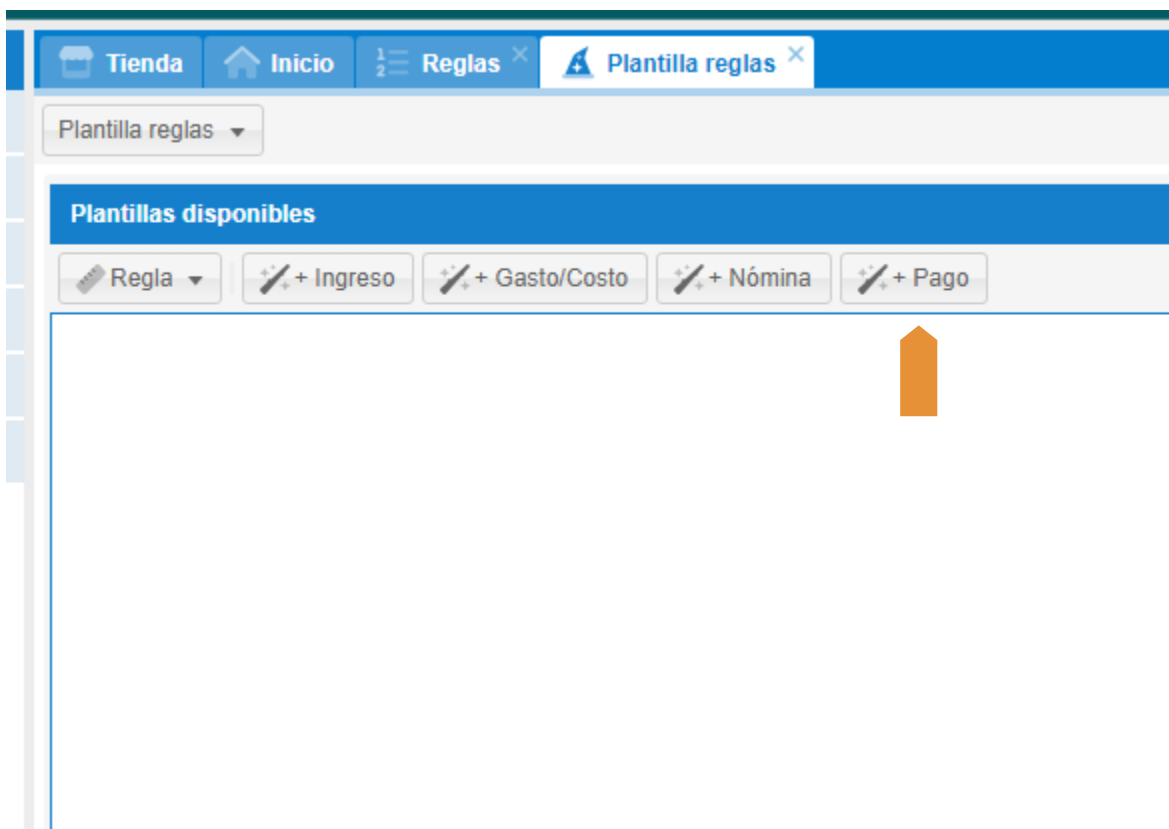 Tienda Inicio Reglas Plantilla reglas
Plantilla reglas
Plantillas disponibles
Regla + Ingreso + Gasto/Costo + Nómina + Pago